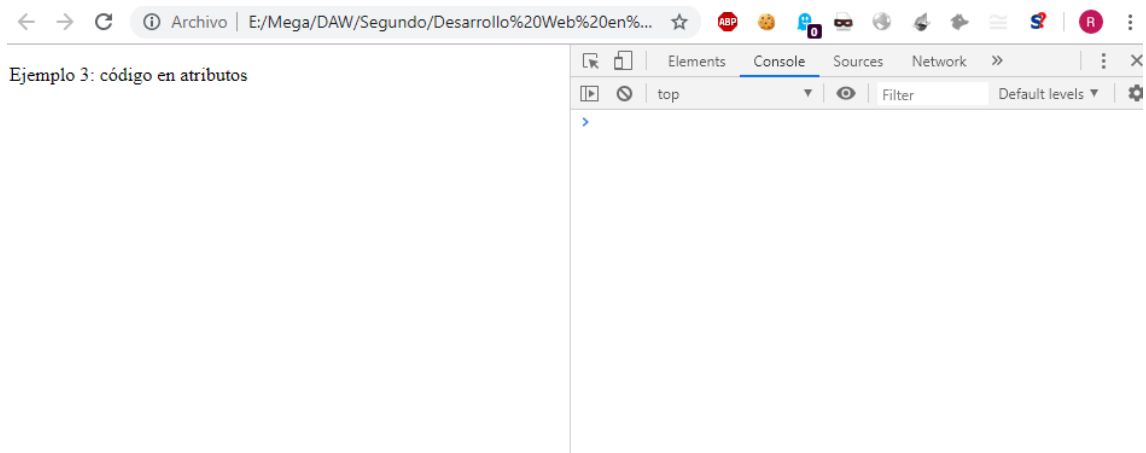 Archivo E:/Mega/DAW/Segundo/Desarrollo%20Web%20en%... ABP 0 S? R
Ejemplo 3: código en atributos
Elements Console Sources Network »
top Filter Default levels